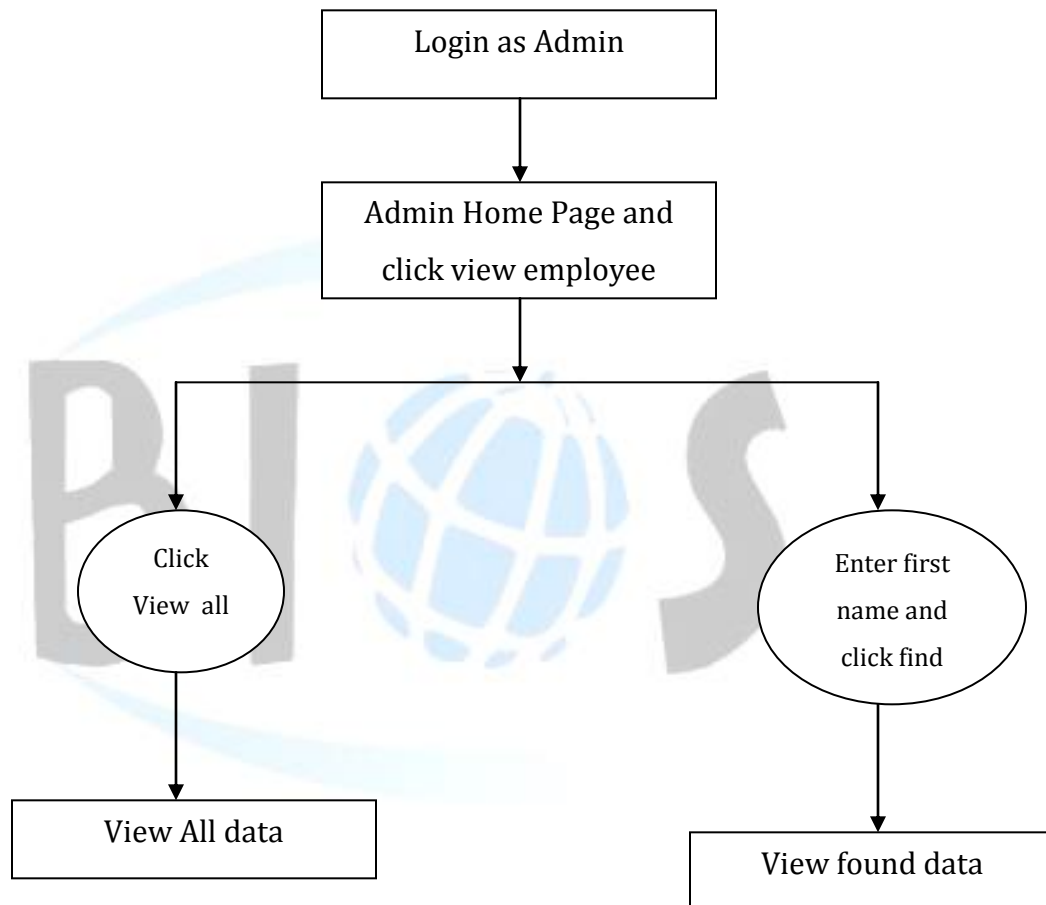 Login as Admin
Admin Home Page and
click view employee
BIOS
Click
View all
Enter first
name and
click find
View All data
View found data